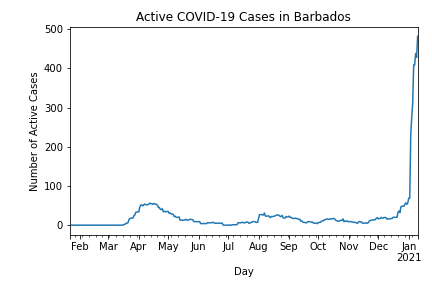 Active COVID-19 Cases in Barbados
Number of Active Cases
500
400
300
200
100
0
Feb Mar Apr May Jun Jul Aug Sep Oct Nov Dec Jan
2021
Day